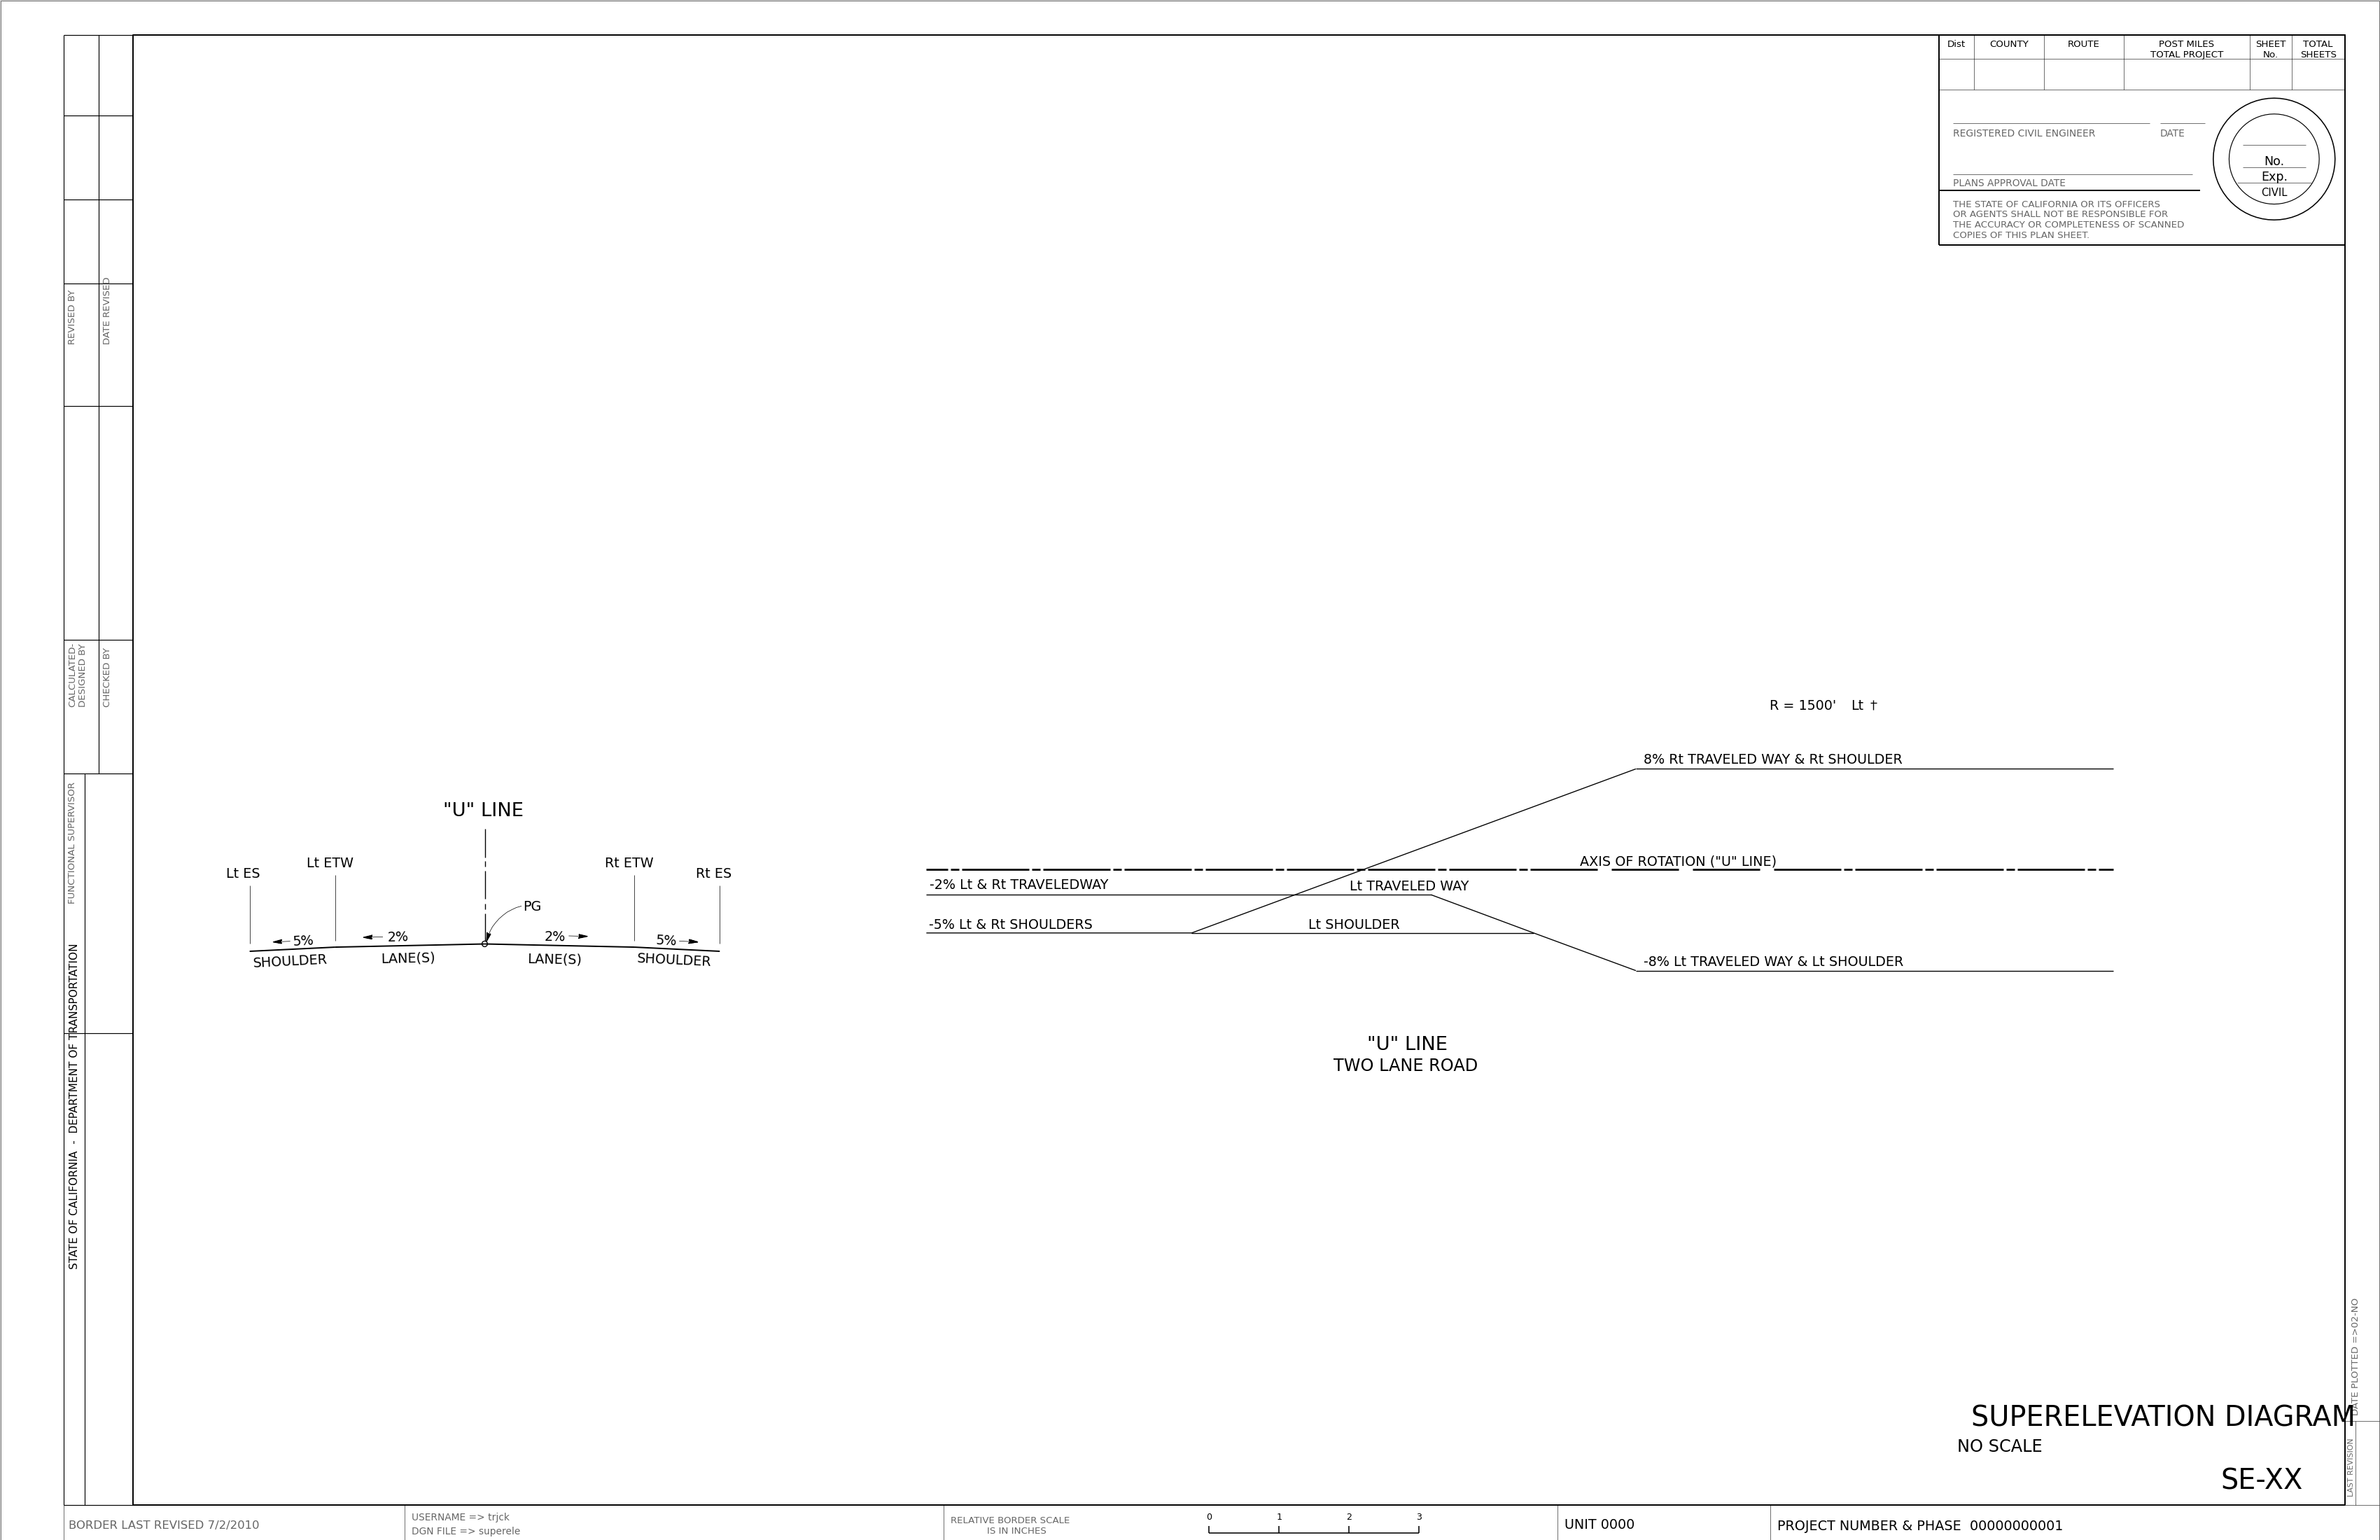 Dist COUNTY ROUTE POST MILES TOTAL PROJECT SHEET No. TOTAL SHEETS
REGISTERED CIVIL ENGINEER DATE
PLANS APPROVAL DATE
THE STATE OF CALIFORNIA OR ITS OFFICERS
OR AGENTS SHALL NOT BE RESPONSIBLE FOR
THE ACCURACY OR COMPLETENESS OF SCANNED
COPIES OF THIS PLAN SHEET.
No.
Exp.
CIVIL
REVISED BY
DATE REVISED
CALCULATED-
DESIGNED BY
CHECKED BY
FUNCTIONAL SUPERVISOR
STATE OF CALIFORNIA - DEPARTMENT OF TRANSPORTATION
"U" LINE
Lt ES
Lt ETW
Rt ETW
Rt ES
PG
5%
2%
2%
5%
SHOULDER
LANE(S)
LANE(S)
SHOULDER
R = 1500' Lt †
8% Rt TRAVELED WAY & Rt SHOULDER
AXIS OF ROTATION ("U" LINE)
-2% Lt & Rt TRAVELEDWAY
Lt TRAVELED WAY
-5% Lt & Rt SHOULDERS
Lt SHOULDER
-8% Lt TRAVELED WAY & Lt SHOULDER
"U" LINE
TWO LANE ROAD
SUPERELEVATION DIAGRAM
NO SCALE
SE-XX
DATE PLOTTED =>02-NO
LAST REVISION
BORDER LAST REVISED 7/2/2010
USERNAME => trjck
DGN FILE => superele
RELATIVE BORDER SCALE
IS IN INCHES
0 1 2 3
UNIT 0000
PROJECT NUMBER & PHASE 00000000001